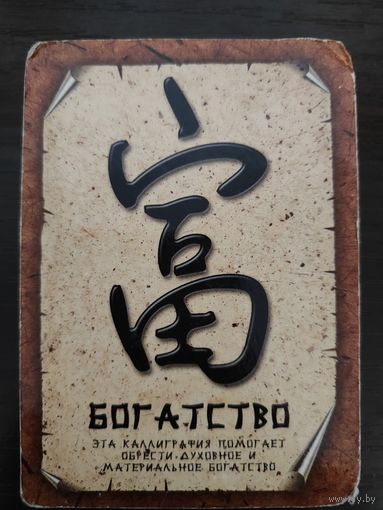 富
БОГАТСТВО
ЭТА КАЛЛИГРАФИЯ ПОМОГАЕТ
ОБРЕСТИ ДУХОВНОЕ И
МАТЕРИАЛЬНОЕ БОГАТСТВО